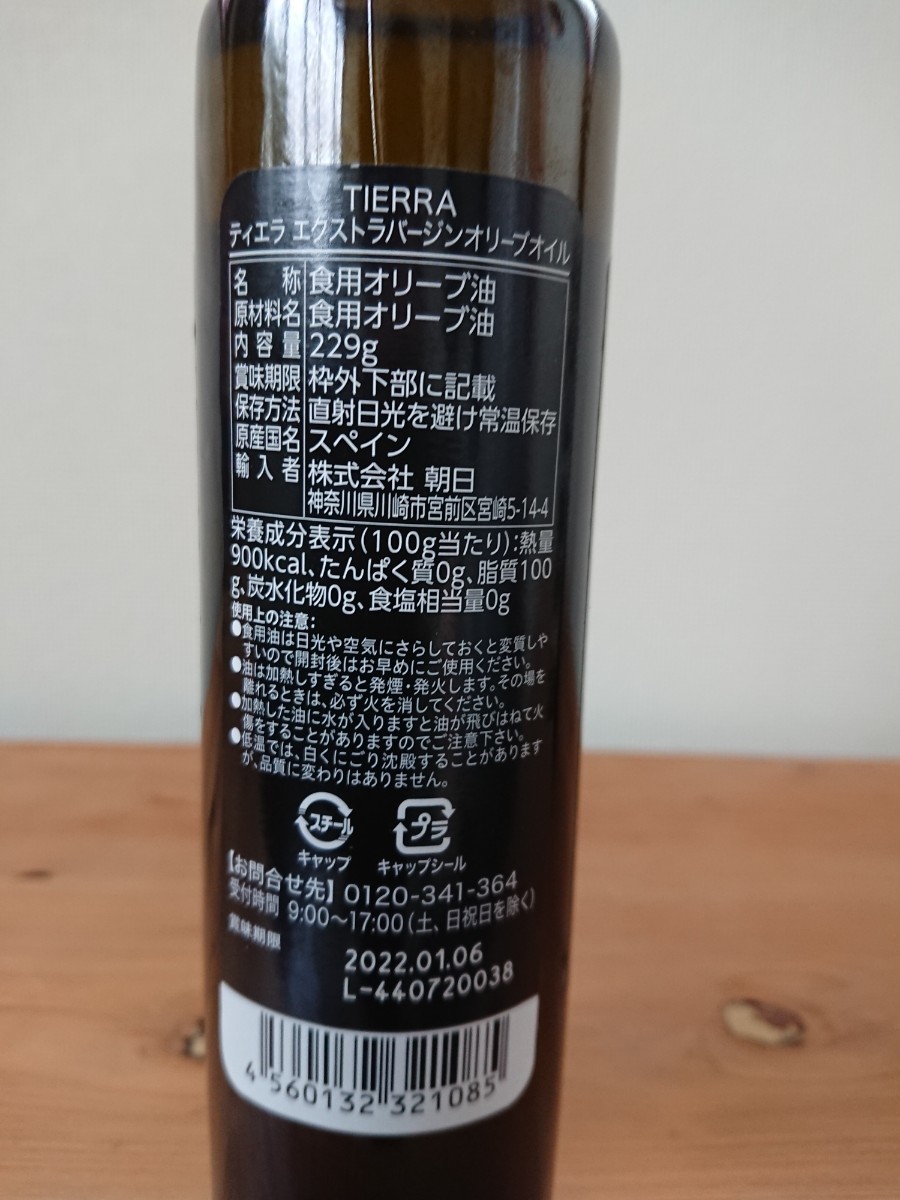 TIERRA
ティエラ エクストラバージンオリーブオイル
名称 食用オリーブ油
原材料名 食用オリーブ油
内容量 229g
賞味期限 枠外下部に記載
保存方法 直射日光を避け常温保存
原産国名 スペイン
輸入者 株式会社 朝日
神奈川県川崎市宮前区宮崎5-14-4
栄養成分表示(100g当たり):熱量
900kcal、たんぱく質0g、脂質100
g、炭水化物0g、食塩相当量0g
使用上の注意:
●食用油は日光や空気にさらしておくと変質しや
すいので開封後はお早めにご使用ください。
●油は加熱しすぎると発煙・発火します。その場を
離れるときは、必ず火を消してください。
●加熱した油に水が入りますと油が飛びはねて火
傷をすることがありますのでご注意下さい。
●低温では、白くにごり沈殿することがあります
が、品質に変わりはありません。
スチール プラ
キャップ キャップシール
【お問合せ先】0120-341-364
受付時間 9:00~17:00(土、日祝日を除く)
賞味期限
2022.01.06
L-440720038
4 560132 321085